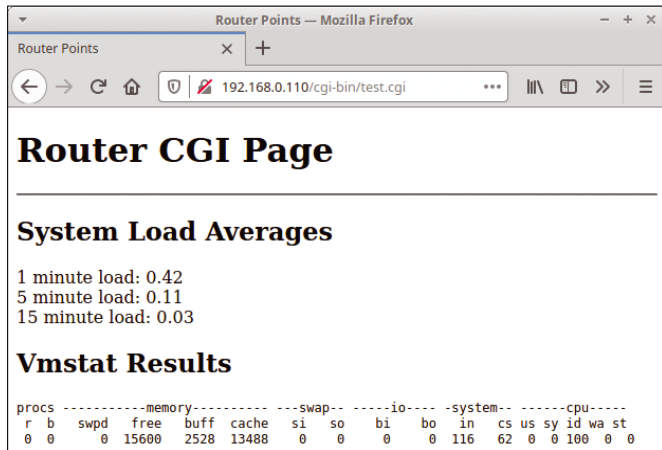 Router Points — Mozilla Firefox
Router Points
192.168.0.110/cgi-bin/test.cgi
Router CGI Page
System Load Averages
1 minute load: 0.42
5 minute load: 0.11
15 minute load: 0.03
Vmstat Results
procs -----------memory---------- ---swap-- -----io---- -system-- ------cpu-----
 r  b   swpd   free   buff  cache   si   so    bi    bo   in   cs us sy id wa st
 0  0      0  15600   2528  13488    0    0     0     0  116   62  0  0 100  0  0